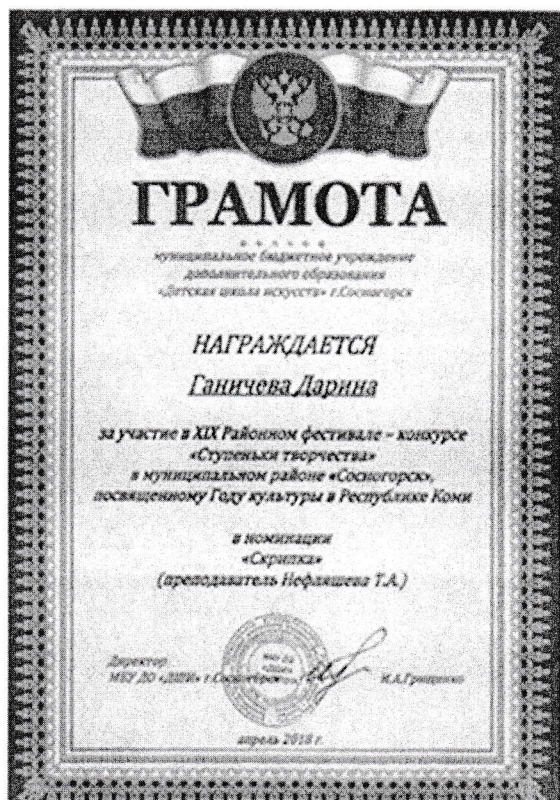 ГРАМОТА
муниципальное бюджетное учреждение
дополнительного образования
«Детская школа искусств» г.Сосногорск
НАГРАЖДАЕТСЯ
Ганичева Дарина
за участие в XIX Районном фестивале – конкурсе
«Ступеньки творчества»
в муниципальном районе «Сосногорск»,
посвященному Году культуры в Республике Коми
в номинации
«Скрипка»
(преподаватель Нефляшева Т.А.)
Директор
МБУ ДО «ДШИ» г.Сосногорск И.А.Грищенко
апрель 2018 г.